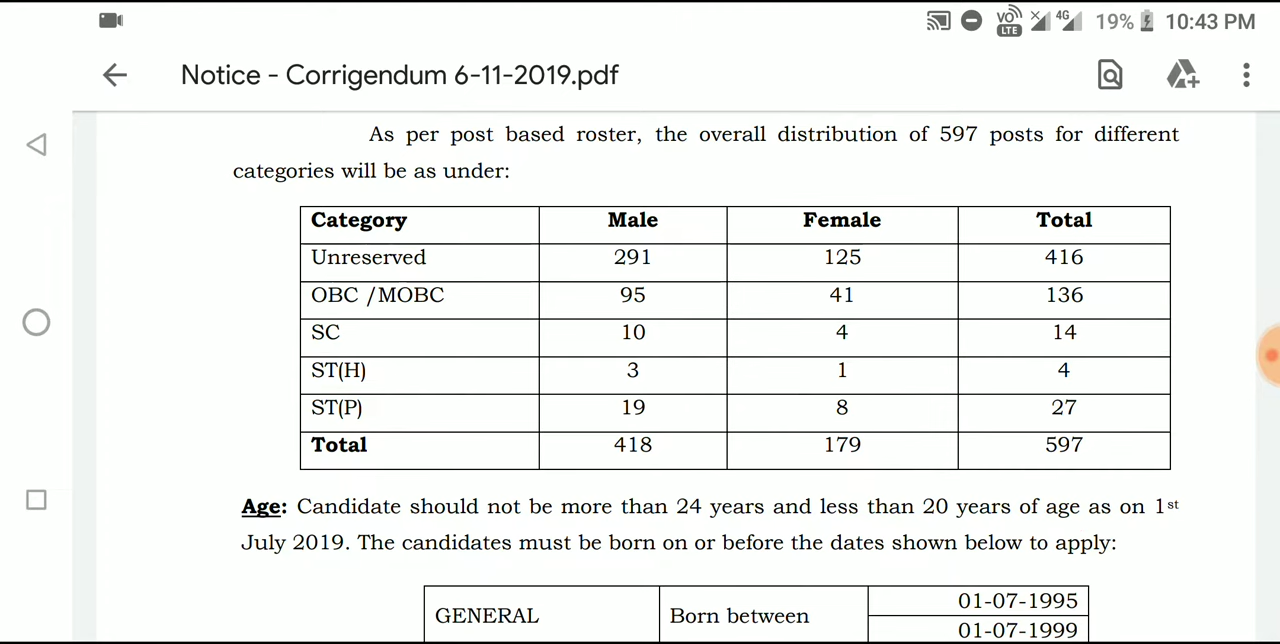 VO LTE 4G 19% 10:43 PM
Notice - Corrigendum 6-11-2019.pdf
As per post based roster, the overall distribution of 597 posts for different
categories will be as under:
Category Male Female Total
Unreserved 291 125 416
OBC /MOBC 95 41 136
SC 10 4 14
ST(H) 3 1 4
ST(P) 19 8 27
Total 418 179 597
Age: Candidate should not be more than 24 years and less than 20 years of age as on 1st
July 2019. The candidates must be born on or before the dates shown below to apply:
GENERAL Born between 01-07-1995
01-07-1999